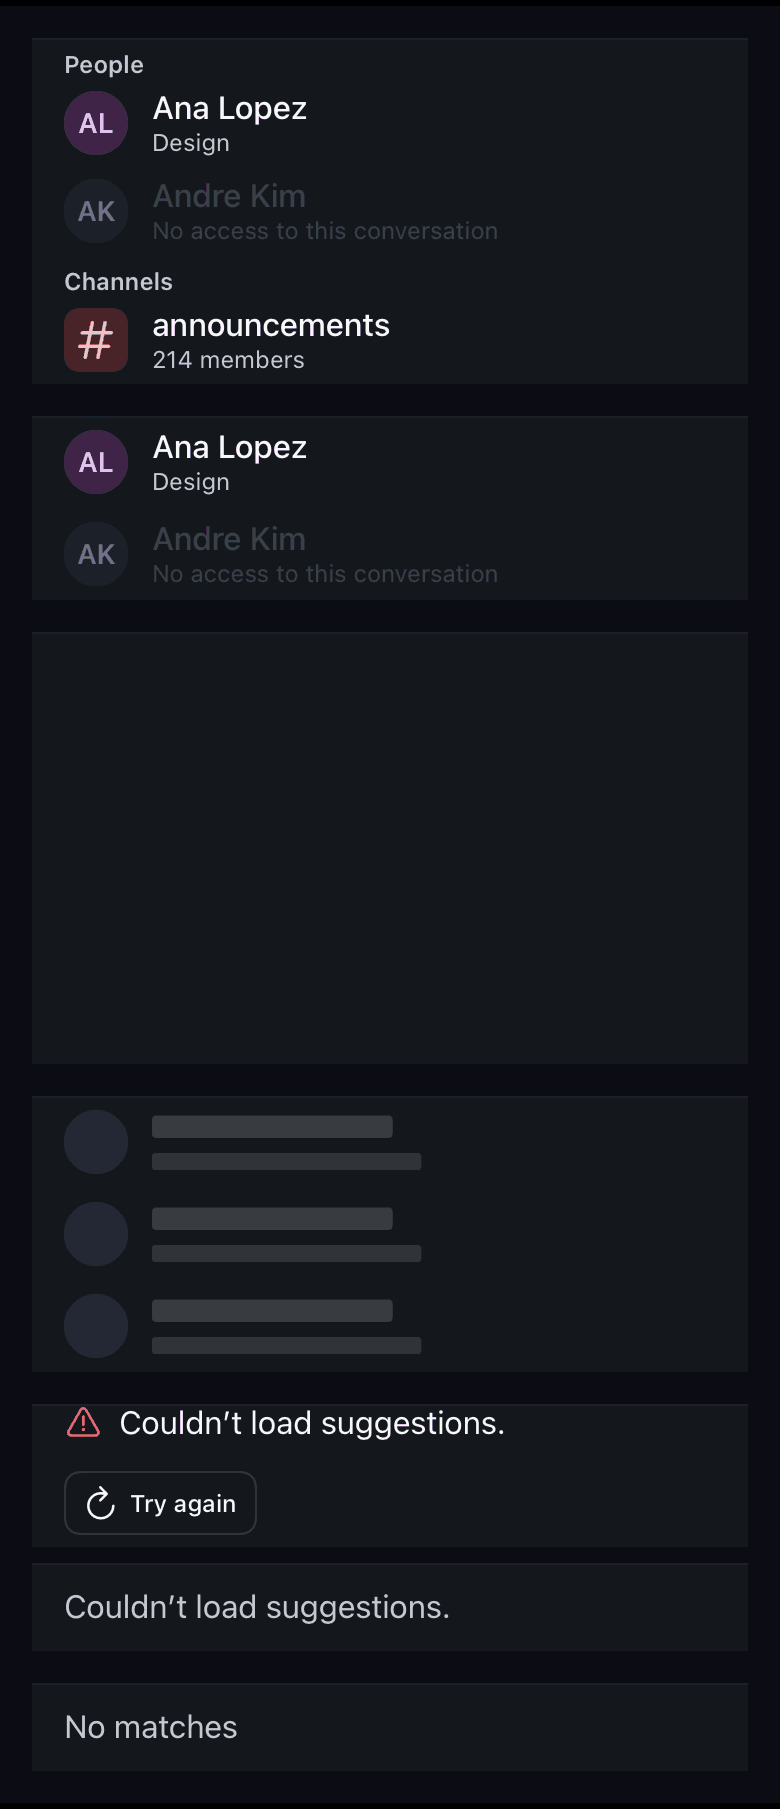 People
AL
Ana Lopez
Design
AK
Andre Kim
No access to this conversation
Channels
#
announcements
214 members
AL
Ana Lopez
Design
AK
Andre Kim
No access to this conversation
Couldn’t load suggestions.
Try again
Couldn’t load suggestions.
No matches